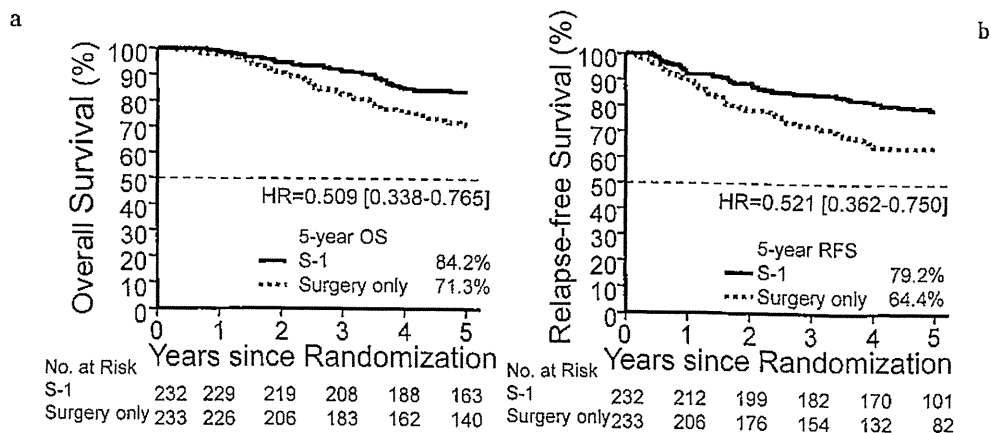 a
Overall Survival (%)
100
90
80
70
60
50
40
30
20
10
0
HR=0.509 [0.338-0.765]
5-year OS
S-1 84.2%
Surgery only 71.3%
0 1 2 3 4 5
Years since Randomization
No. at Risk
S-1 232 229 219 208 188 163
Surgery only 233 226 206 183 162 140
b
Relapse-free Survival (%)
100
90
80
70
60
50
40
30
20
10
0
HR=0.521 [0.362-0.750]
5-year RFS
S-1 79.2%
Surgery only 64.4%
0 1 2 3 4 5
Years since Randomization
No. at Risk
S-1 232 212 199 182 170 101
Surgery only 233 206 176 154 132 82